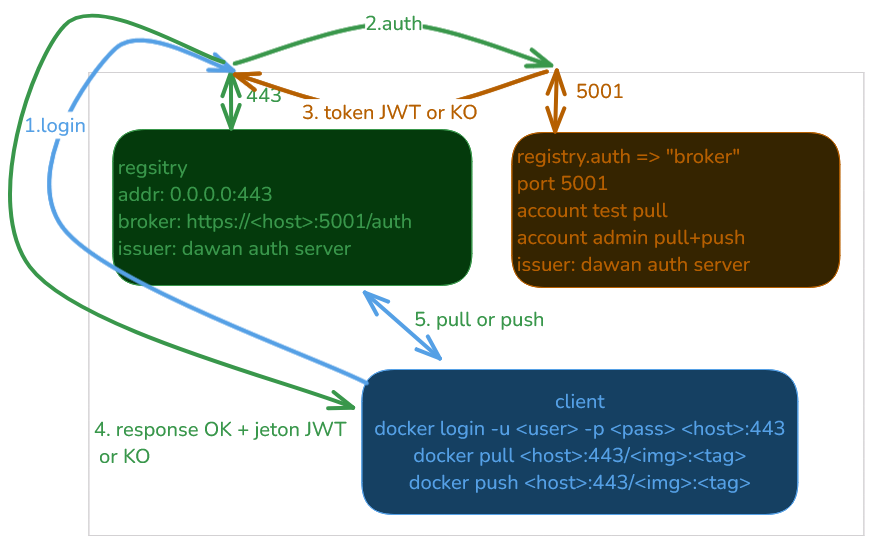 2.auth
443
3. token JWT or KO
5001
1.login
regsitry
addr: 0.0.0.0:443
broker: https://<host>:5001/auth
issuer: dawan auth server
registry.auth => "broker"
port 5001
account test pull
account admin pull+push
issuer: dawan auth server
5. pull or push
4. response OK + jeton JWT
or KO
client
docker login -u <user> -p <pass> <host>:443
docker pull <host>:443/<img>:<tag>
docker push <host>:443/<img>:<tag>